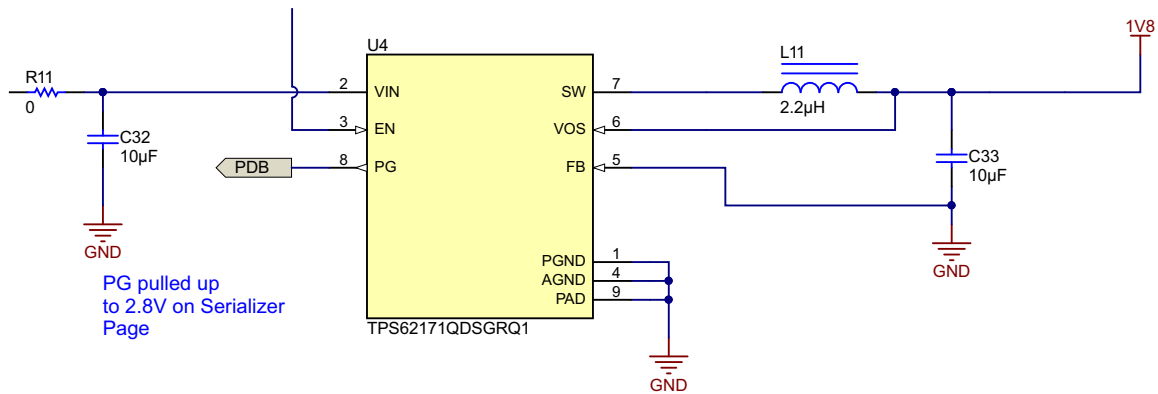 1V8
U4
L11
R11
2
VIN
SW
7
0
2.2µH
3
EN
VOS
6
C32
10µF
PDB
8
PG
FB
5
C33
10µF
GND
PGND
1
GND
AGND
4
PG pulled up
to 2.8V on Serializer
Page
PAD
9
TPS62171QDSGRQ1
GND